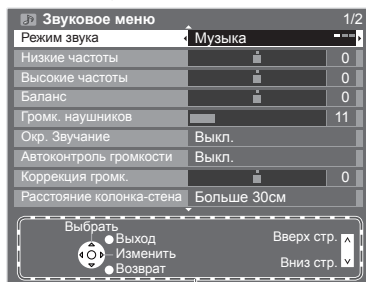 Звуковое меню 1/2
Режим звука Музыка
Низкие частоты 0
Высокие частоты 0
Баланс 0
Громк. наушников 11
Окр. Звучание Выкл.
Автоконтроль громкости Выкл.
Коррекция громк. 0
Расстояние колонка-стена Больше 30см
Выбрать
Выход Вверх стр.
Изменить
Возврат Вниз стр.